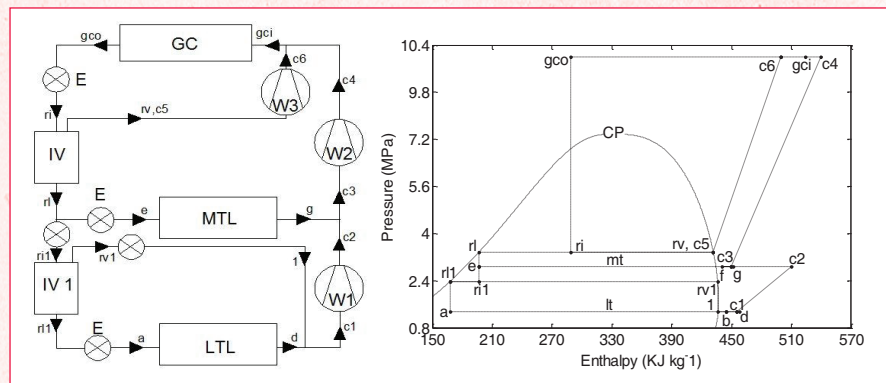 gco GC gci
E c6 c4
W3
ri rv,c5
IV W2
rl E c3
e MTL g
ri1 rv1 c2
1
IV 1 W1
rl1 E c1
a LTL d
10.4
9
7.2
5.6
4
2.4
0.8
Pressure (MPa)
gco c6 gci c4
CP
rl ri rv, c5
e mt c3 c2
f g
rl1 ri1 rv1
a lt 1 c1
b d
150 210 270 330 390 450 510 570
Enthalpy (KJ kg-1)